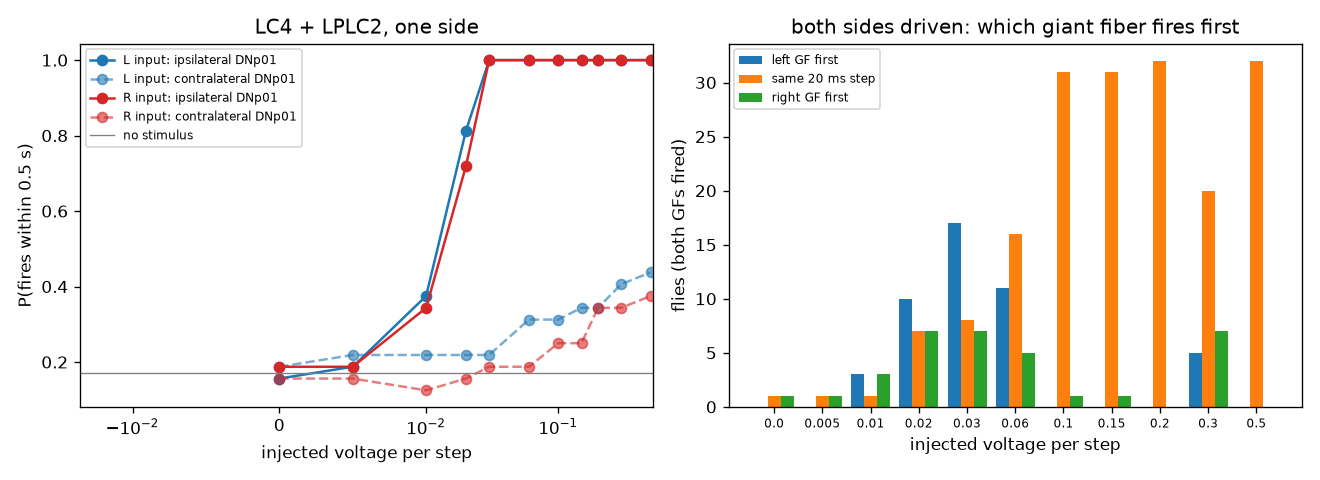 LC4 + LPLC2, one side
P(fires within 0.5 s)
1.0
0.8
0.6
0.4
0.2
L input: ipsilateral DNp01
L input: contralateral DNp01
R input: ipsilateral DNp01
R input: contralateral DNp01
no stimulus
−10⁻² 0 10⁻² 10⁻¹
injected voltage per step
both sides driven: which giant fiber fires first
flies (both GFs fired)
30
25
20
15
10
5
0
left GF first
same 20 ms step
right GF first
0.0 0.005 0.01 0.02 0.03 0.06 0.1 0.15 0.2 0.3 0.5
injected voltage per step